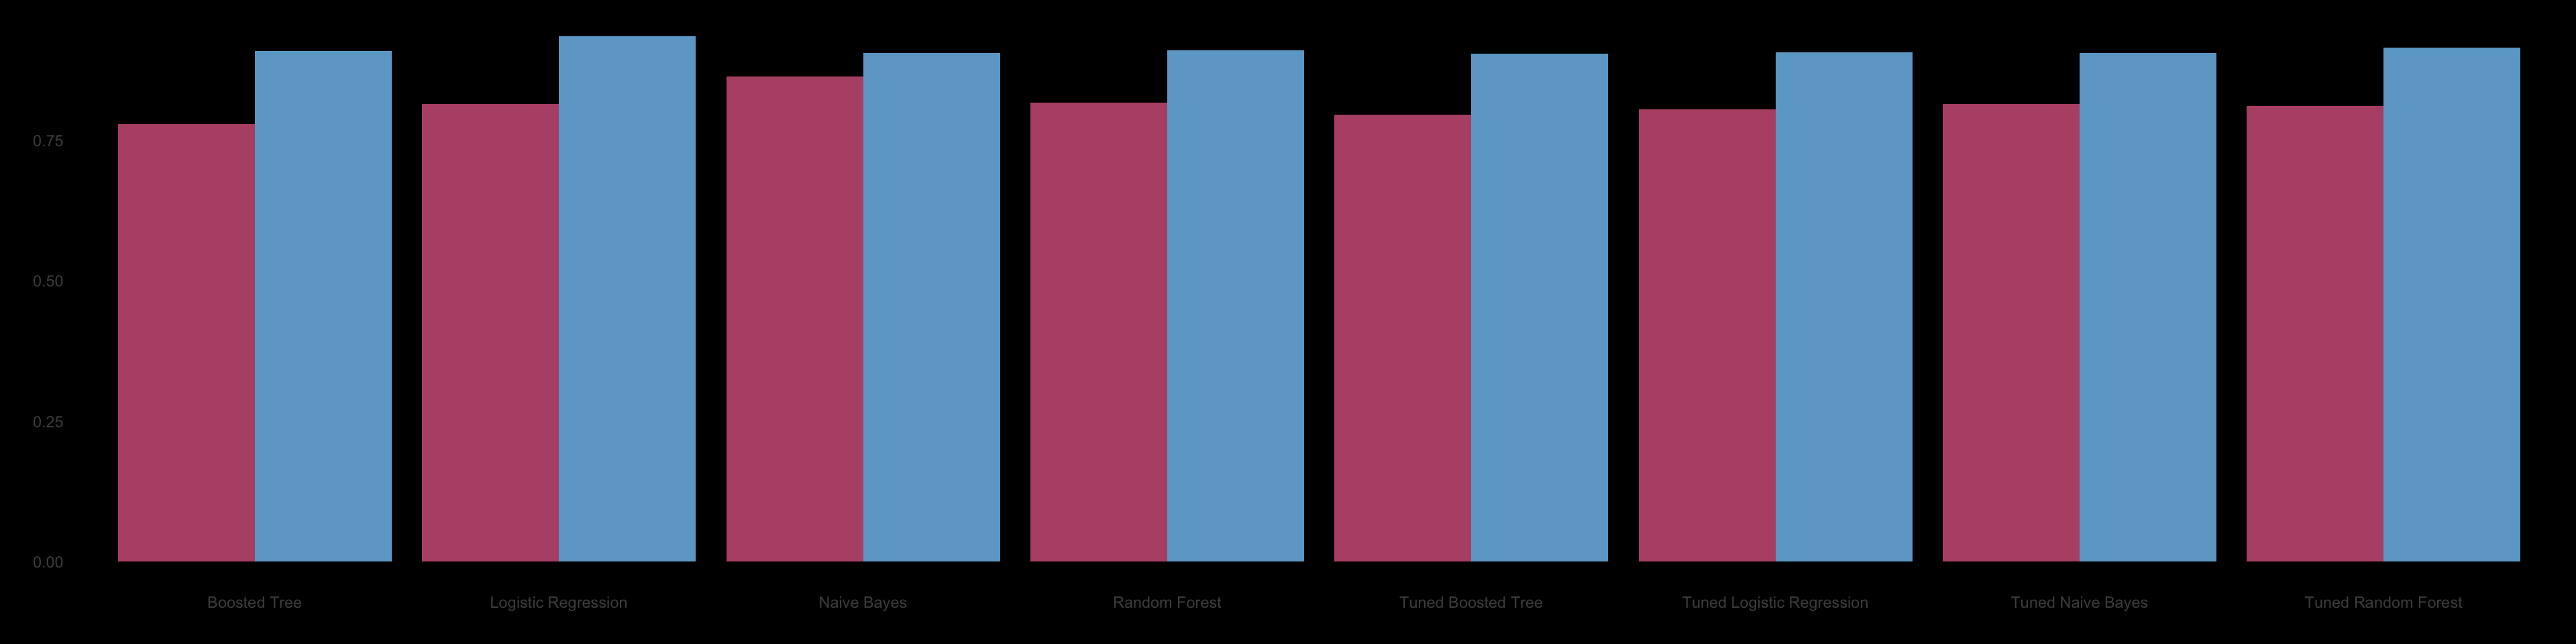 0.75
0.50
0.25
0.00
Boosted Tree
Logistic Regression
Naive Bayes
Random Forest
Tuned Boosted Tree
Tuned Logistic Regression
Tuned Naive Bayes
Tuned Random Forest